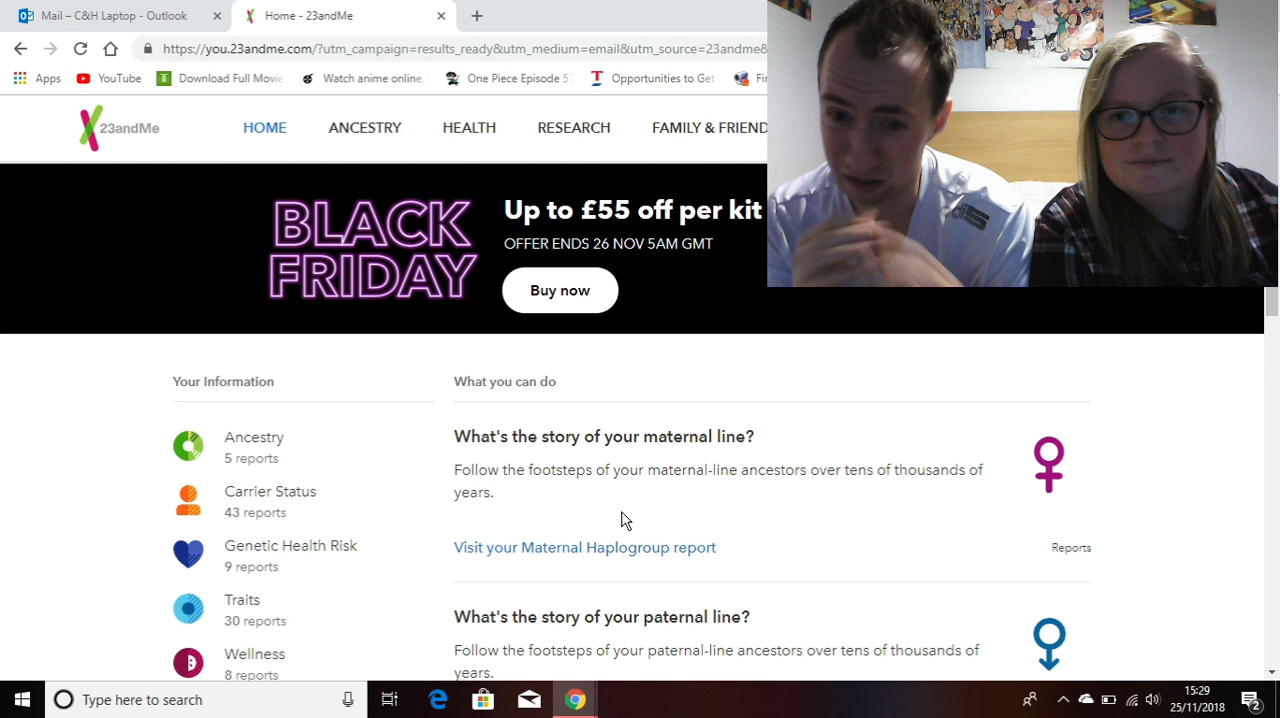 Mail – C&H Laptop - Outlook
Home - 23andMe
https://you.23andme.com/?utm_campaign=results_ready&utm_medium=email&utm_source=23andme&
Apps
YouTube
Download Full Movie
Watch anime online,
One Piece Episode 57
Opportunities to Get
23andMe
HOME
ANCESTRY
HEALTH
RESEARCH
FAMILY & FRIEND
BLACK
FRIDAY
Up to £55 off per kit
OFFER ENDS 26 NOV 5AM GMT
Buy now
Your Information
What you can do
Ancestry
5 reports
Carrier Status
43 reports
Genetic Health Risk
9 reports
Traits
30 reports
Wellness
8 reports
What's the story of your maternal line?
Follow the footsteps of your maternal-line ancestors over tens of thousands of
years.
Visit your Maternal Haplogroup report
Reports
What's the story of your paternal line?
Follow the footsteps of your paternal-line ancestors over tens of thousands of
years.
Type here to search
15:29
25/11/2018
2